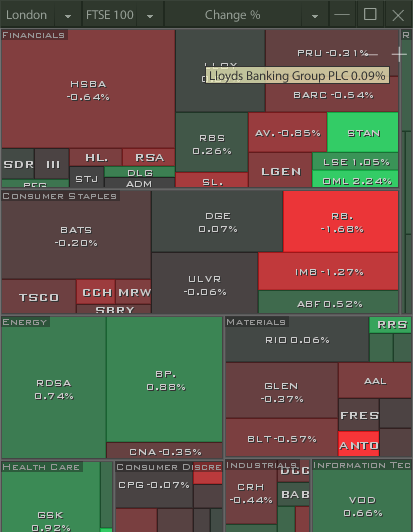 London FTSE 100 Change %
FINANCIALS R
HSBA
-0.64%
Lloyds Banking Group PLC 0.09%
PRU -0.31%
BARC -0.54%
RBS
0.26%
AV. -0.85%
STAN
LSE 1.05%
OML 2.24%
LGEN
SL.
SDR
III
HL.
RSA
STJ
DLG
ADM
CONSUMER STAPLES
BATS
-0.20%
DGE
0.07%
RB.
-1.68%
ULVR
-0.06%
IMB -1.27%
ABF 0.52%
TSCO
CCH
MRW
SBRY
ENERGY
RDSA
0.74%
BP.
0.88%
CNA -0.35%
MATERIALS
RIO 0.06%
RRS
GLEN
-0.37%
AAL
FRES
BLT -0.57%
ANTO
HEALTH CARE
GSK
0.92%
CONSUMER DISCRE
CPG -0.07%
INDUSTRIALS
CRH
-0.44%
DCC
BAB
INFORMATION TEC
VOD
0.66%